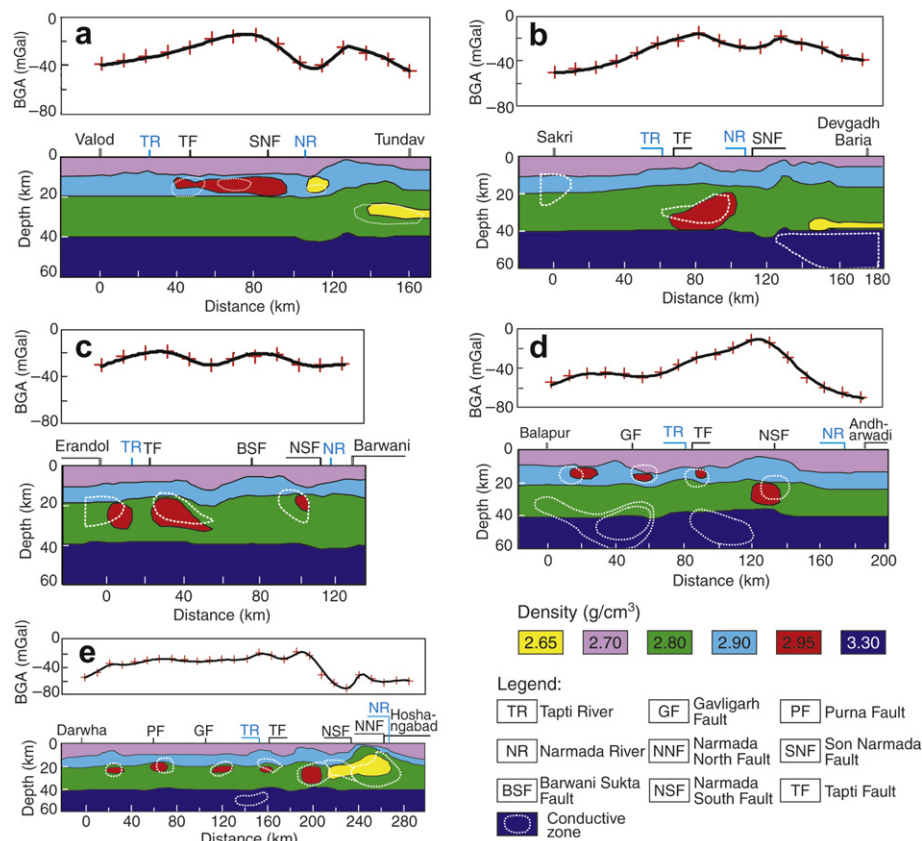 a
BGA (mGal)
0
−40
−80
Valod TR TF SNF NR Tundav
Depth (km)
0
20
40
60
0 40 80 120 160
Distance (km)
b
BGA (mGal)
0
−40
−80
Sakri TR TF NR SNF Devgadh
Baria
Depth (km)
0
20
40
60
0 40 80 120 160
Distance (km)
c
BGA (mGal)
0
−40
−80
Erandol TR TF BSF NSF NR Barwani
Depth (km)
0
20
40
60
0 40 80 120
Distance (km)
d
BGA (mGal)
0
−40
−80
Balapur GF TR TF NSF NR Andh-
arwadi
Depth (km)
0
20
40
60
0 40 80 120 160 200
Distance (km)
e
BGA (mGal)
0
−40
−80
Darwha PF GF TR TF NSF NNF NR Hosha-
ngabad
Depth (km)
0
20
40
60
0 40 80 120 160 200 240 280
Distance (km)
Density (g/cm³)
2.65 2.70 2.80 2.90 2.95 3.30
Legend:
TR Tapti River
GF Gavligarh
Fault
PF Purna Fault
NR Narmada River
NNF Narmada
North Fault
SNF Son Narmada
Fault
BSF Barwani Sukta
Fault
NSF Narmada
South Fault
TF Tapti Fault
Conductive
zone